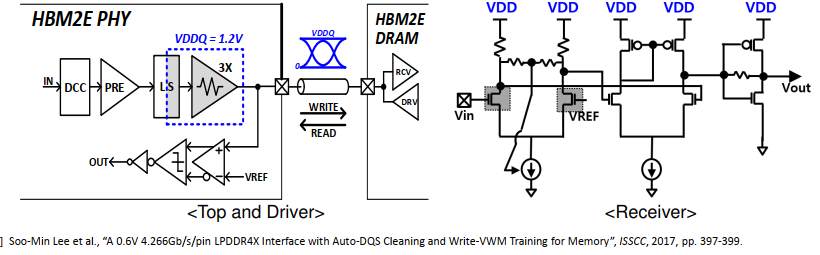 HBM2E PHY
VDDQ = 1.2V
IN
DCC
PRE
LS
3X
VDDQ
0
WRITE
READ
HBM2E
DRAM
RCV
DRV
OUT
+
-
VREF
<Top and Driver>
VDD VDD VDD VDD VDD
Vin
VREF
Vout
<Receiver>
] Soo-Min Lee et al., “A 0.6V 4.266Gb/s/pin LPDDR4X Interface with Auto-DQS Cleaning and Write-VWM Training for Memory”, ISSCC, 2017, pp. 397-399.